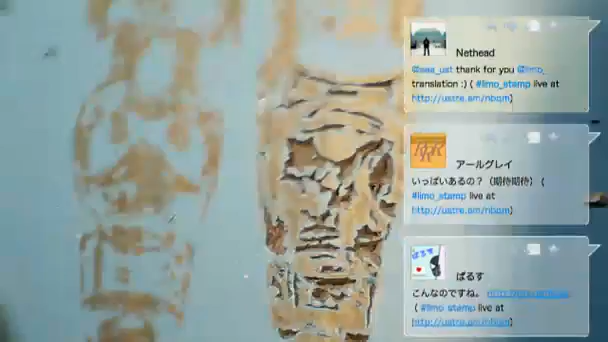 Nethead
@sea_ust thank for you @limo_
translation :) ( #limo_stamp live at
http://ustre.am/nbqm)
アールグレイ
いっぱいあるの？（期待期待） (
#limo_stamp live at
http://ustre.am/nbqm)
ぱるす
こんなのですね。
( #limo_stamp live at
http://ustre.am/nbqm)